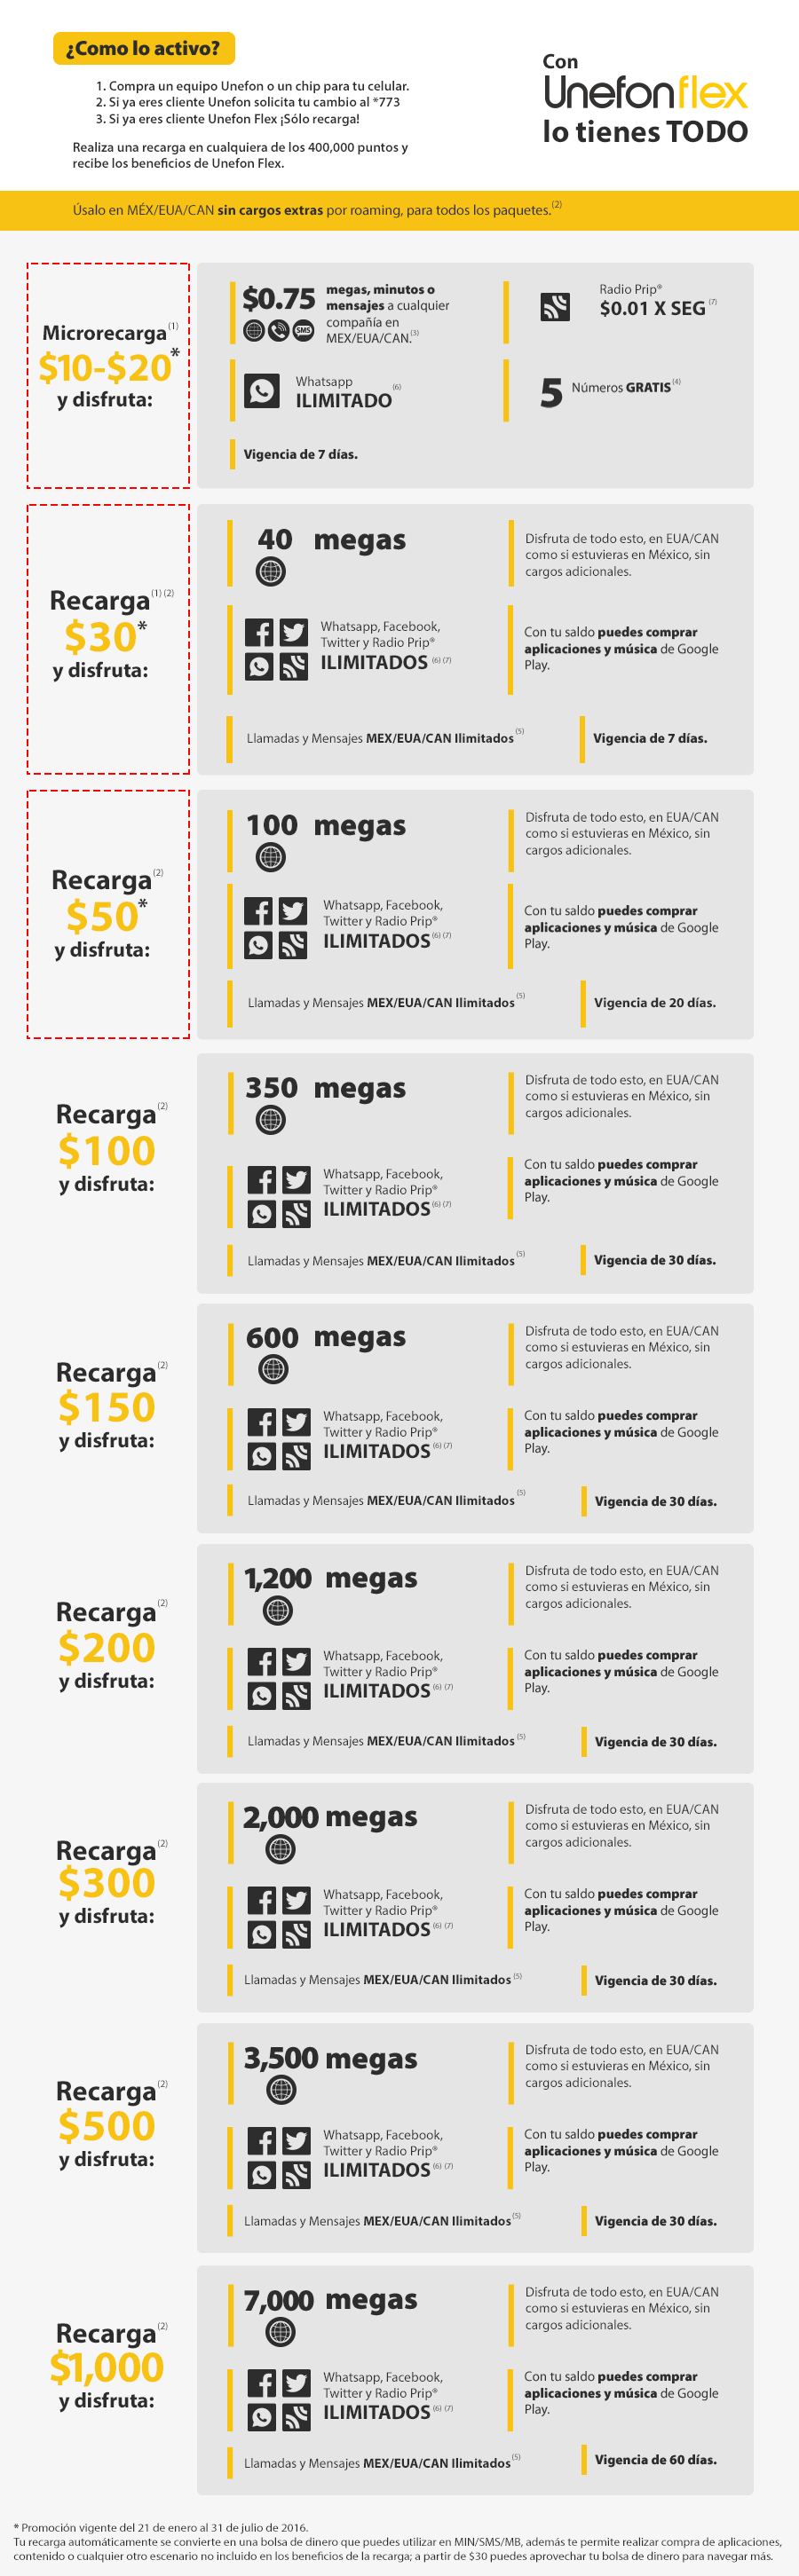 ¿Como lo activo?
1. Compra un equipo Unefon o un chip para tu celular.
2. Si ya eres cliente Unefon solicita tu cambio al *773
3. Si ya eres cliente Unefon Flex ¡Sólo recarga!
Realiza una recarga en cualquiera de los 400,000 puntos y
recibe los beneficios de Unefon Flex.
Con
Unefon flex
lo tienes TODO
Úsalo en MÉX/EUA/CAN sin cargos extras por roaming, para todos los paquetes.(2)
Microrecarga(1)
$10-$20*
y disfruta:
$0.75
SMS
megas, minutos o
mensajes a cualquier
compañía en
MEX/EUA/CAN.(3)
Radio Prip®
$0.01 X SEG (7)
Whatsapp
ILIMITADO (6)
5 Números GRATIS (4)
Vigencia de 7 días.
Recarga(1) (2)
$30*
y disfruta:
40 megas
Disfruta de todo esto, en EUA/CAN
como si estuvieras en México, sin
cargos adicionales.
Whatsapp, Facebook,
Twitter y Radio Prip®
ILIMITADOS (6) (7)
Con tu saldo puedes comprar
aplicaciones y música de Google
Play.
Llamadas y Mensajes MEX/EUA/CAN Ilimitados (5)
Vigencia de 7 días.
Recarga(2)
$50*
y disfruta:
100 megas
Disfruta de todo esto, en EUA/CAN
como si estuvieras en México, sin
cargos adicionales.
Whatsapp, Facebook,
Twitter y Radio Prip®
ILIMITADOS (6) (7)
Con tu saldo puedes comprar
aplicaciones y música de Google
Play.
Llamadas y Mensajes MEX/EUA/CAN Ilimitados (5)
Vigencia de 20 días.
Recarga(2)
$100
y disfruta:
350 megas
Disfruta de todo esto, en EUA/CAN
como si estuvieras en México, sin
cargos adicionales.
Whatsapp, Facebook,
Twitter y Radio Prip®
ILIMITADOS (6) (7)
Con tu saldo puedes comprar
aplicaciones y música de Google
Play.
Llamadas y Mensajes MEX/EUA/CAN Ilimitados (5)
Vigencia de 30 días.
Recarga(2)
$150
y disfruta:
600 megas
Disfruta de todo esto, en EUA/CAN
como si estuvieras en México, sin
cargos adicionales.
Whatsapp, Facebook,
Twitter y Radio Prip®
ILIMITADOS (6) (7)
Con tu saldo puedes comprar
aplicaciones y música de Google
Play.
Llamadas y Mensajes MEX/EUA/CAN Ilimitados (5)
Vigencia de 30 días.
Recarga(2)
$200
y disfruta:
1,200 megas
Disfruta de todo esto, en EUA/CAN
como si estuvieras en México, sin
cargos adicionales.
Whatsapp, Facebook,
Twitter y Radio Prip®
ILIMITADOS (6) (7)
Con tu saldo puedes comprar
aplicaciones y música de Google
Play.
Llamadas y Mensajes MEX/EUA/CAN Ilimitados (5)
Vigencia de 30 días.
Recarga(2)
$300
y disfruta:
2,000 megas
Disfruta de todo esto, en EUA/CAN
como si estuvieras en México, sin
cargos adicionales.
Whatsapp, Facebook,
Twitter y Radio Prip®
ILIMITADOS (6) (7)
Con tu saldo puedes comprar
aplicaciones y música de Google
Play.
Llamadas y Mensajes MEX/EUA/CAN Ilimitados (5)
Vigencia de 30 días.
Recarga(2)
$500
y disfruta:
3,500 megas
Disfruta de todo esto, en EUA/CAN
como si estuvieras en México, sin
cargos adicionales.
Whatsapp, Facebook,
Twitter y Radio Prip®
ILIMITADOS (6) (7)
Con tu saldo puedes comprar
aplicaciones y música de Google
Play.
Llamadas y Mensajes MEX/EUA/CAN Ilimitados (5)
Vigencia de 30 días.
Recarga(2)
$1,000
y disfruta:
7,000 megas
Disfruta de todo esto, en EUA/CAN
como si estuvieras en México, sin
cargos adicionales.
Whatsapp, Facebook,
Twitter y Radio Prip®
ILIMITADOS (6) (7)
Con tu saldo puedes comprar
aplicaciones y música de Google
Play.
Llamadas y Mensajes MEX/EUA/CAN Ilimitados (5)
Vigencia de 60 días.
* Promoción vigente del 21 de enero al 31 de julio de 2016.
Tu recarga automáticamente se convierte en una bolsa de dinero que puedes utilizar en MIN/SMS/MB, además te permite realizar compra de aplicaciones,
contenido o cualquier otro escenario no incluido en los beneficios de la recarga; a partir de $30 puedes aprovechar tu bolsa de dinero para navegar más.